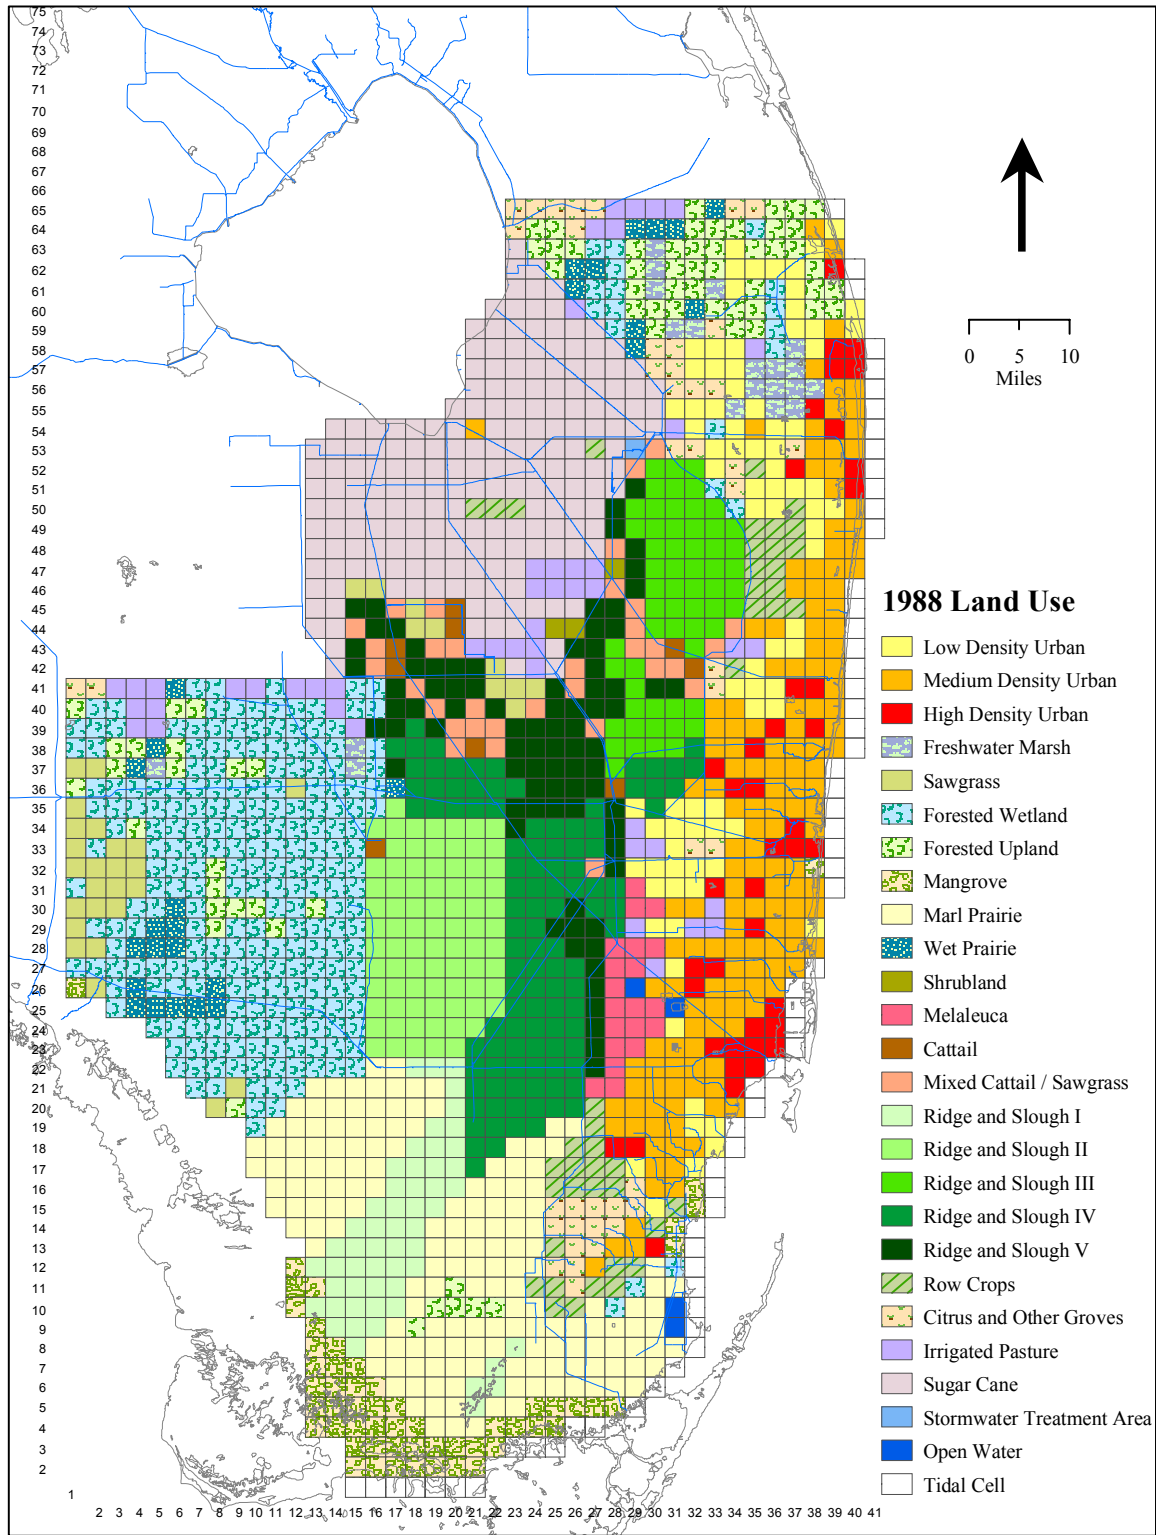 75
74
73
72
71
70
69
68
67
66
65
64
63
62
61
60
59
58
57
56
55
54
53
52
51
50
49
48
47
46
45
44
43
42
41
40
39
38
37
36
35
34
33
32
31
30
29
28
27
26
25
24
23
22
21
20
19
18
17
16
15
14
13
12
11
10
9
8
7
6
5
4
3
2
1
2 3 4 5 6 7 8 9 10 11 12 13 14 15 16 17 18 19 20 21 22 23 24 25 26 27 28 29 30 31 32 33 34 35 36 37 38 39 40 41
0 5 10
Miles
1988 Land Use
Low Density Urban
Medium Density Urban
High Density Urban
Freshwater Marsh
Sawgrass
Forested Wetland
Forested Upland
Mangrove
Marl Prairie
Wet Prairie
Shrubland
Melaleuca
Cattail
Mixed Cattail / Sawgrass
Ridge and Slough I
Ridge and Slough II
Ridge and Slough III
Ridge and Slough IV
Ridge and Slough V
Row Crops
Citrus and Other Groves
Irrigated Pasture
Sugar Cane
Stormwater Treatment Area
Open Water
Tidal Cell